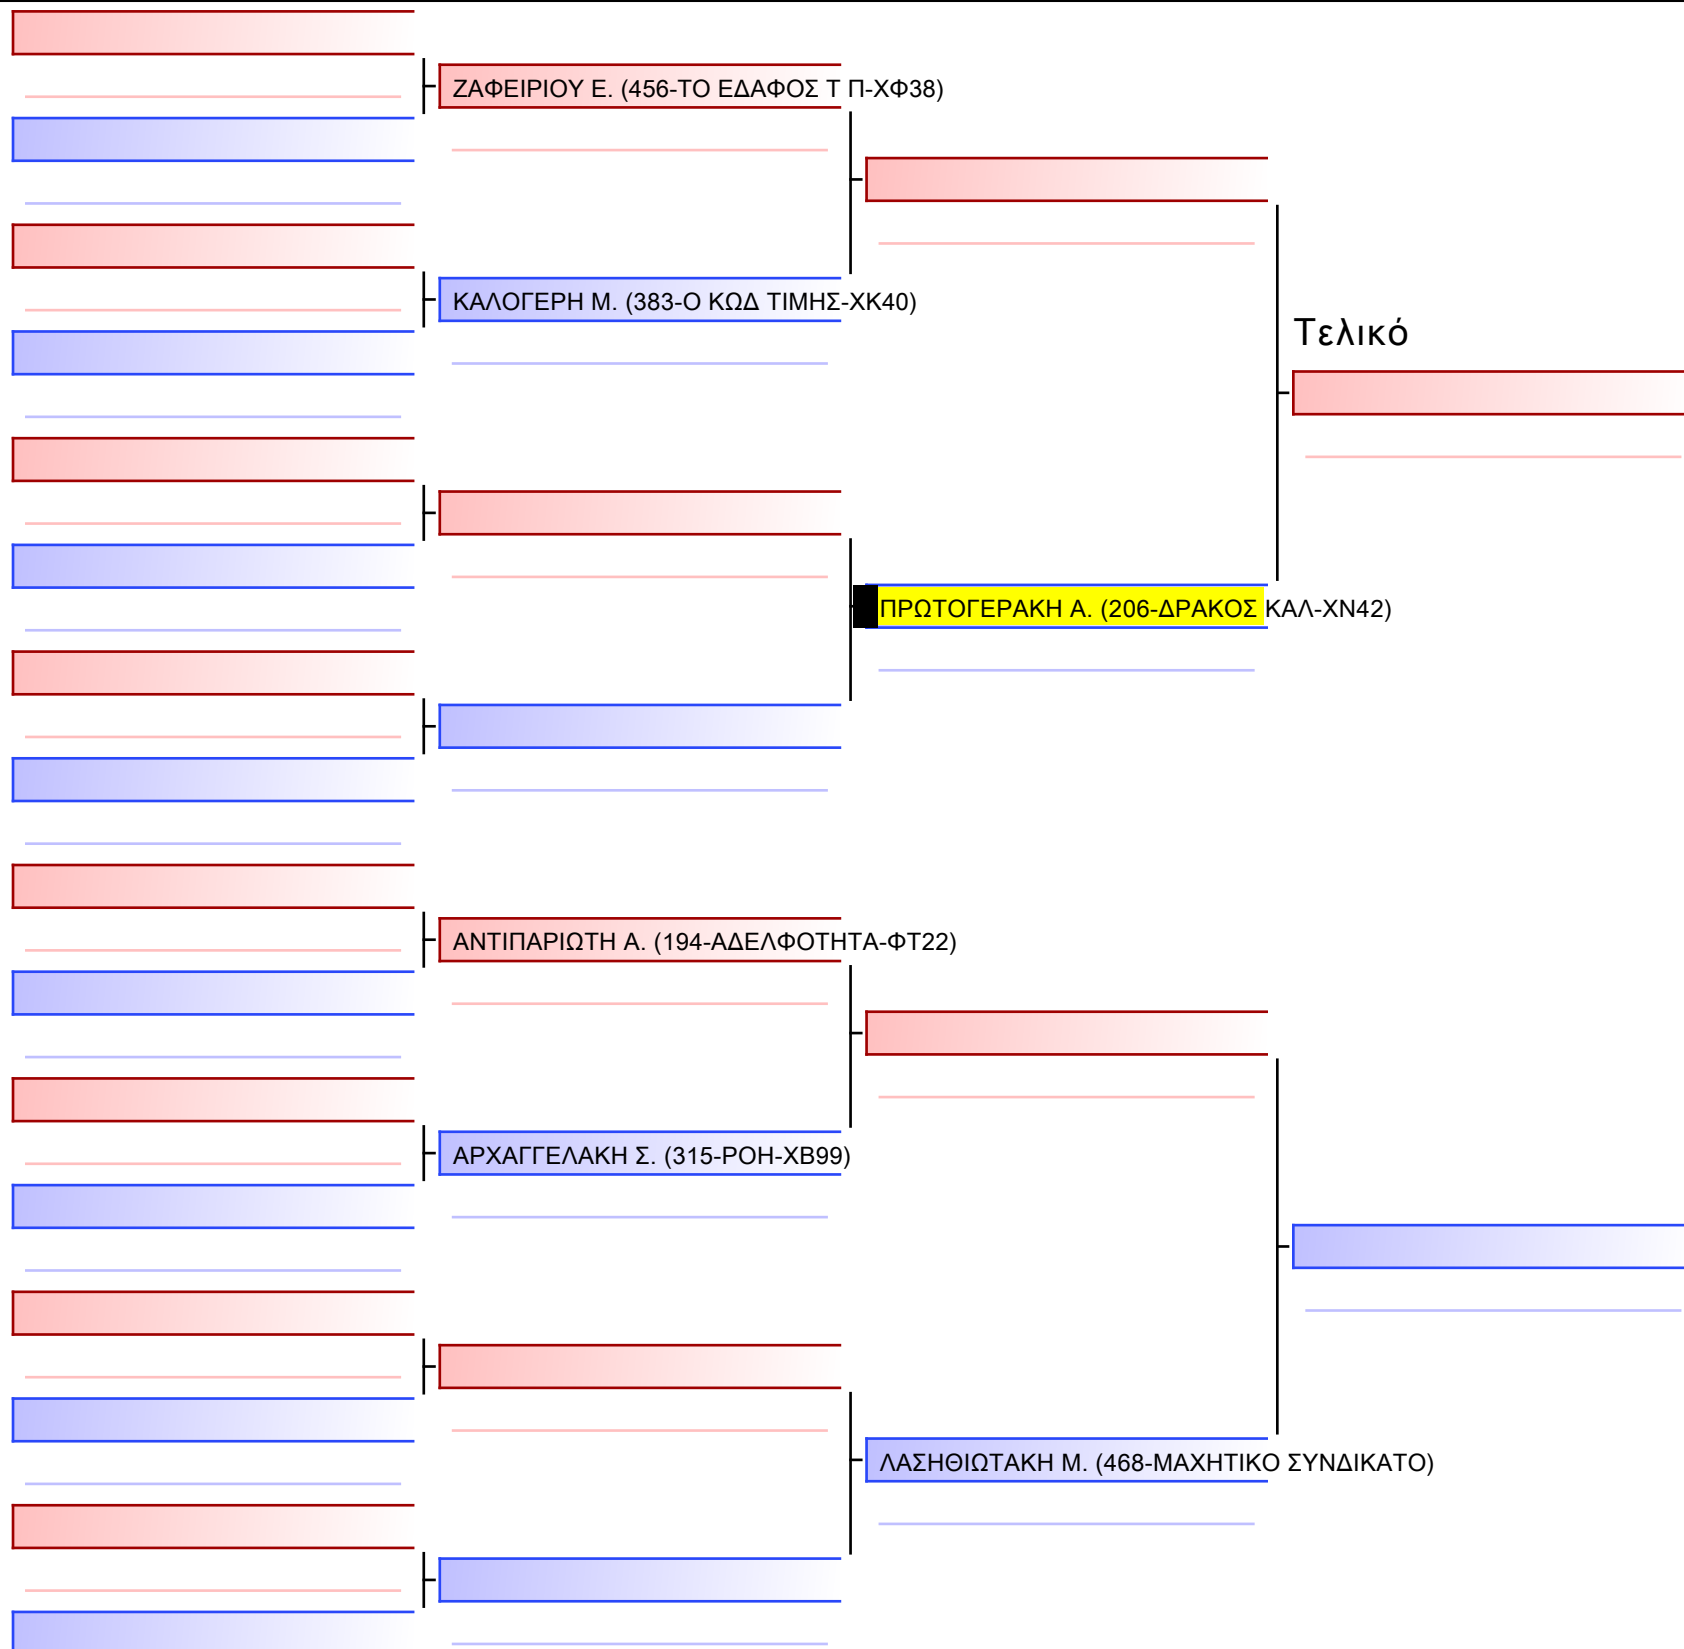 ΖΑΦΕΙΡΙΟΥ Ε. (456-ΤΟ ΕΔΑΦΟΣ Τ Π-ΧΦ38)
ΚΑΛΟΓΕΡΗ Μ. (383-Ο ΚΩΔ ΤΙΜΗΣ-ΧΚ40)
Τελικό
ΠΡΩΤΟΓΕΡΑΚΗ Α. (206-ΔΡΑΚΟΣ ΚΑΛ-ΧΝ42)
ΑΝΤΙΠΑΡΙΩΤΗ Α. (194-ΑΔΕΛΦΟΤΗΤΑ-ΦΤ22)
ΑΡΧΑΓΓΕΛΑΚΗ Σ. (315-ΡΟΗ-ΧΒ99)
ΛΑΣΗΘΙΩΤΑΚΗ Μ. (468-ΜΑΧΗΤΙΚΟ ΣΥΝΔΙΚΑΤΟ)